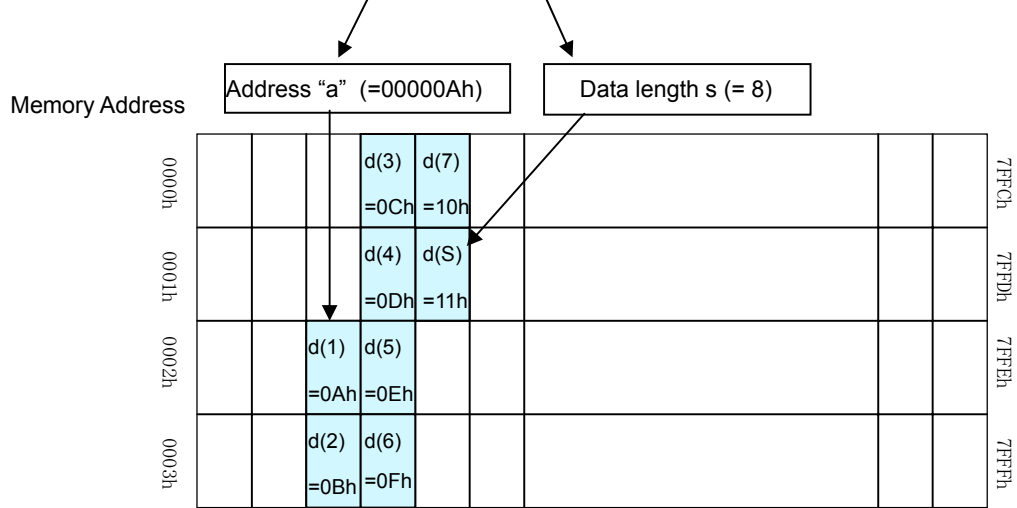 Address “a” (=00000Ah)
Data length s (= 8)
Memory Address
0000h
d(3)
d(7)
=0Ch
=10h
7FFCh
0001h
d(4)
d(S)
=0Dh
=11h
7FFDh
0002h
d(1)
d(5)
=0Ah
=0Eh
7FFEh
0003h
d(2)
d(6)
=0Bh
=0Fh
7FFFh